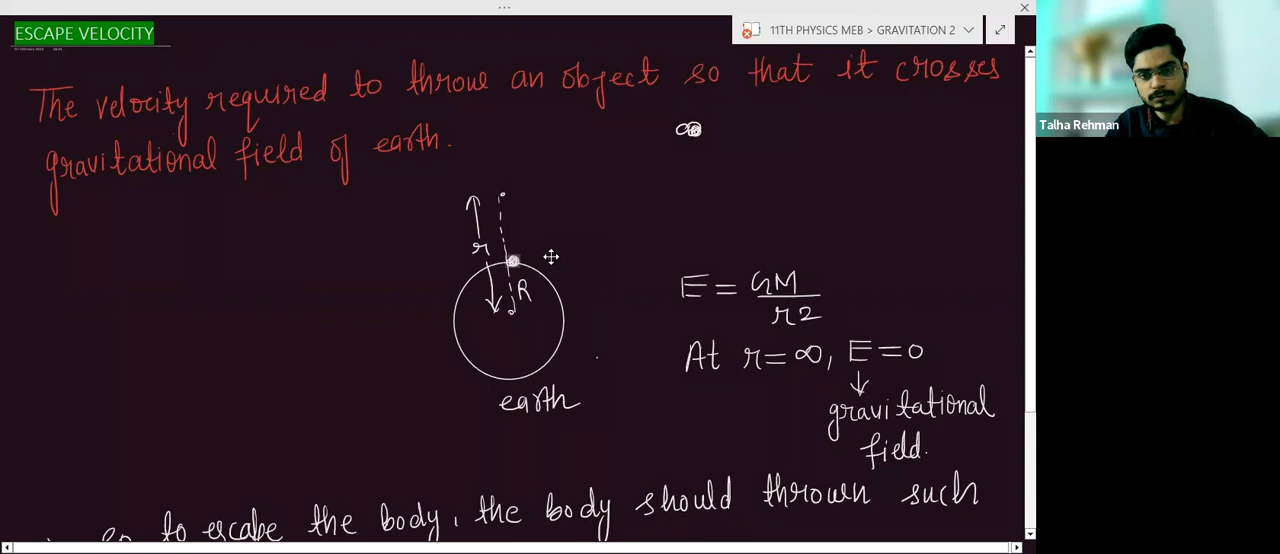 ESCAPE VELOCITY
11TH PHYSICS MEB > GRAVITATION 2
Talha Rehman
The velocity required to throw an object so that it crosses
gravitational field of earth.
∞
r
R
earth
E = GM
r2
At r = ∞, E = 0
gravitational
field.
to escape the body, the body should thrown such